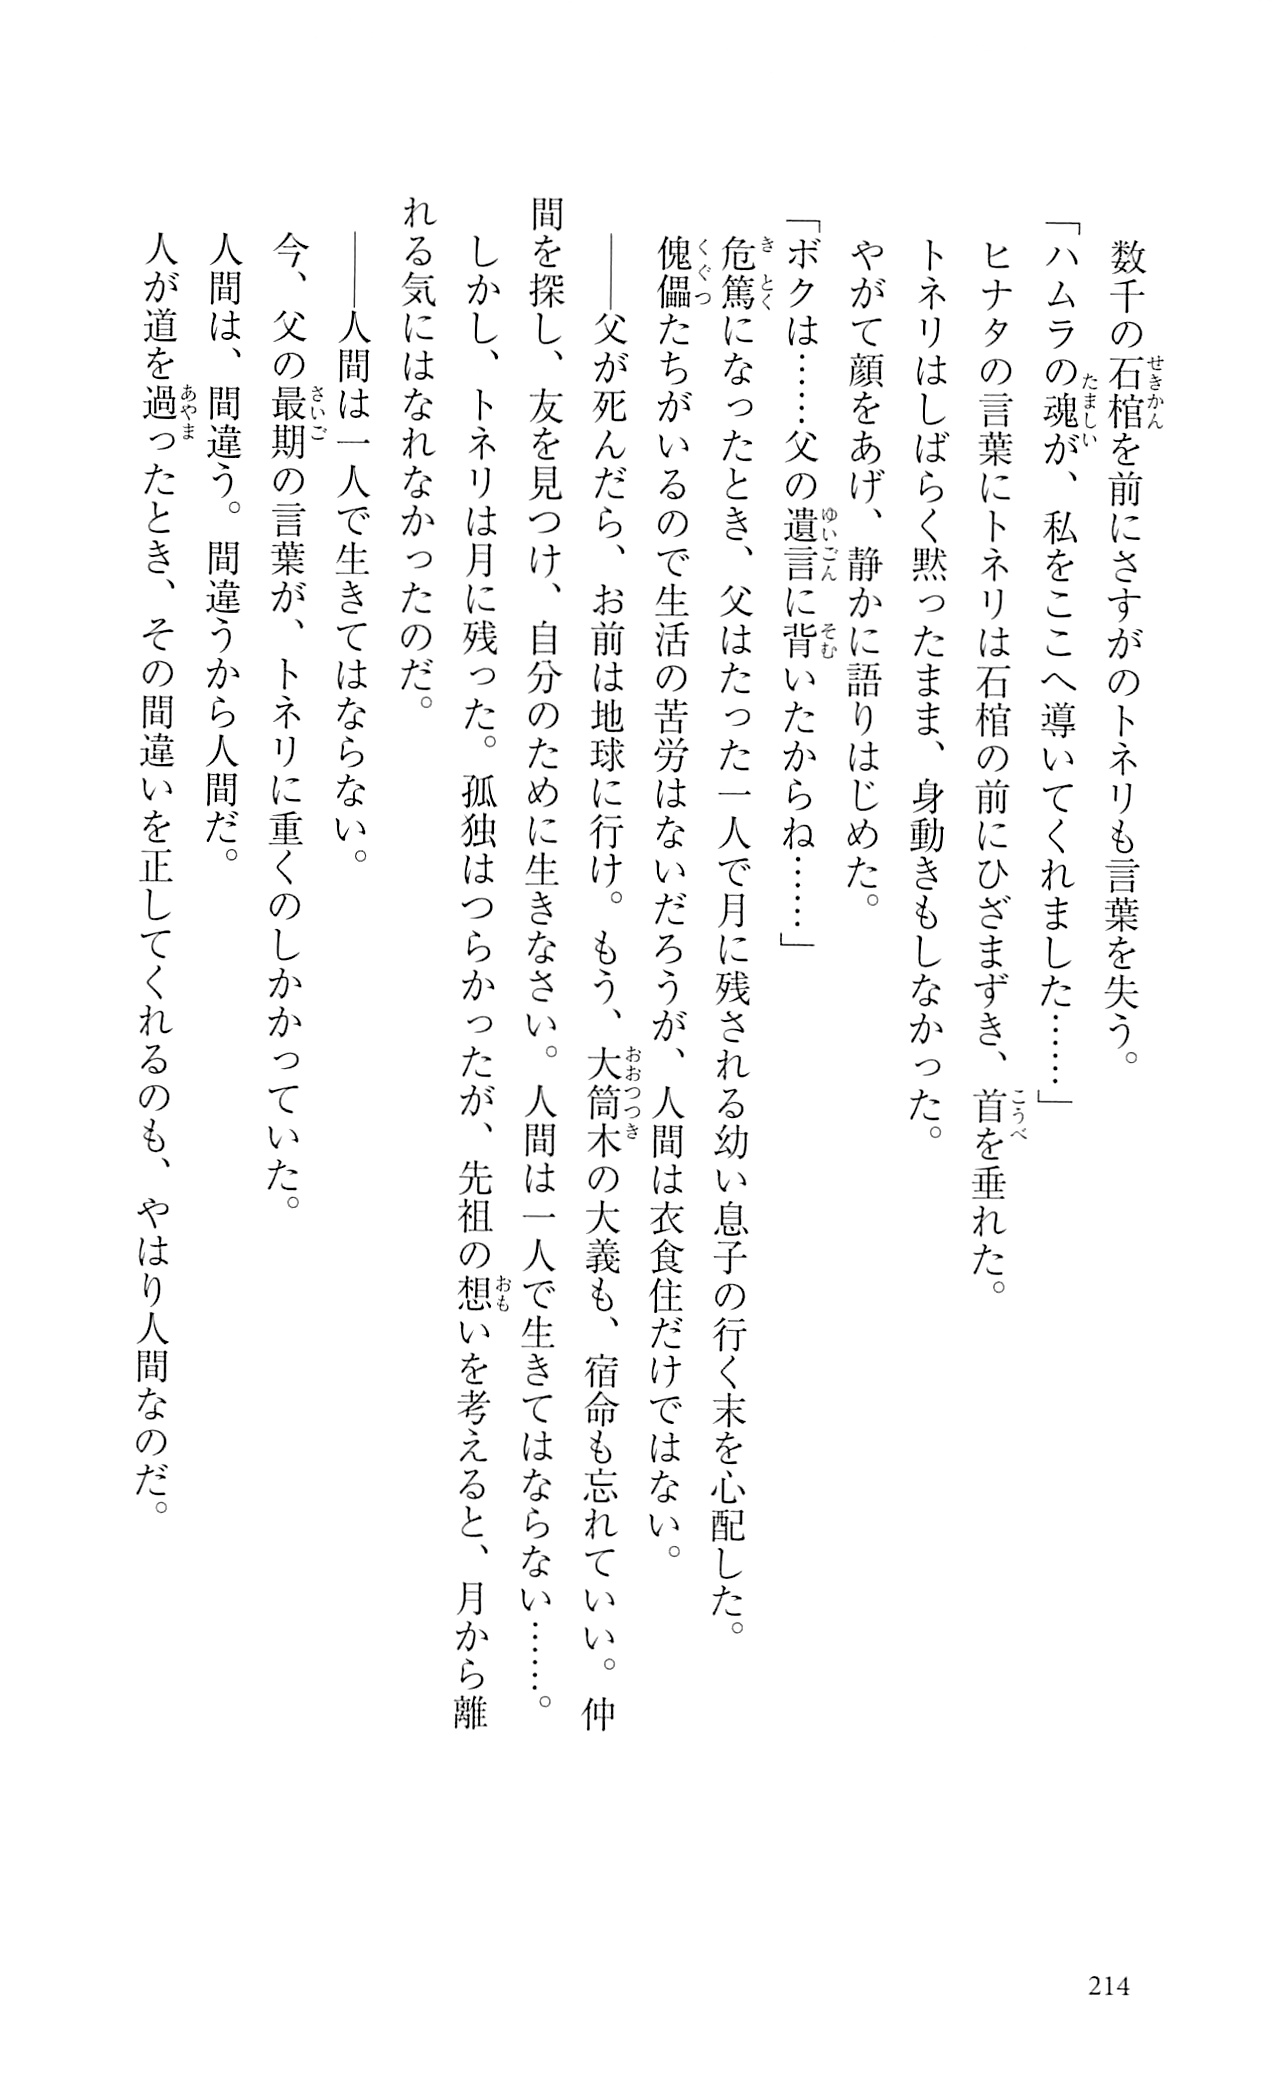 数千の石棺を前にさすがのトネリも言葉を失う。
「ハムラの魂が、私をここへ導いてくれました……」
ヒナタの言葉にトネリは石棺の前にひざまずき、首を垂れた。
トネリはしばらく黙ったまま、身動きもしなかった。
やがて顔をあげ、静かに語りはじめた。
「ボクは……父の遺言に背いたからね……」
危篤になったとき、父はたった一人で月に残される幼い息子の行く末を心配した。
傀儡たちがいるので生活の苦労はないだろうが、人間は衣食住だけではない。
――父が死んだら、お前は地球に行け。もう、大筒木の大義も、宿命も忘れていい。仲
間を探し、友を見つけ、自分のために生きなさい。人間は一人で生きてはならない……。
しかし、トネリは月に残った。孤独はつらかったが、先祖の想いを考えると、月から離
れる気にはなれなかったのだ。
――人間は一人で生きてはならない。
今、父の最期の言葉が、トネリに重くのしかかっていた。
人間は、間違う。間違うから人間だ。
人が道を過ったとき、その間違いを正してくれるのも、やはり人間なのだ。
214